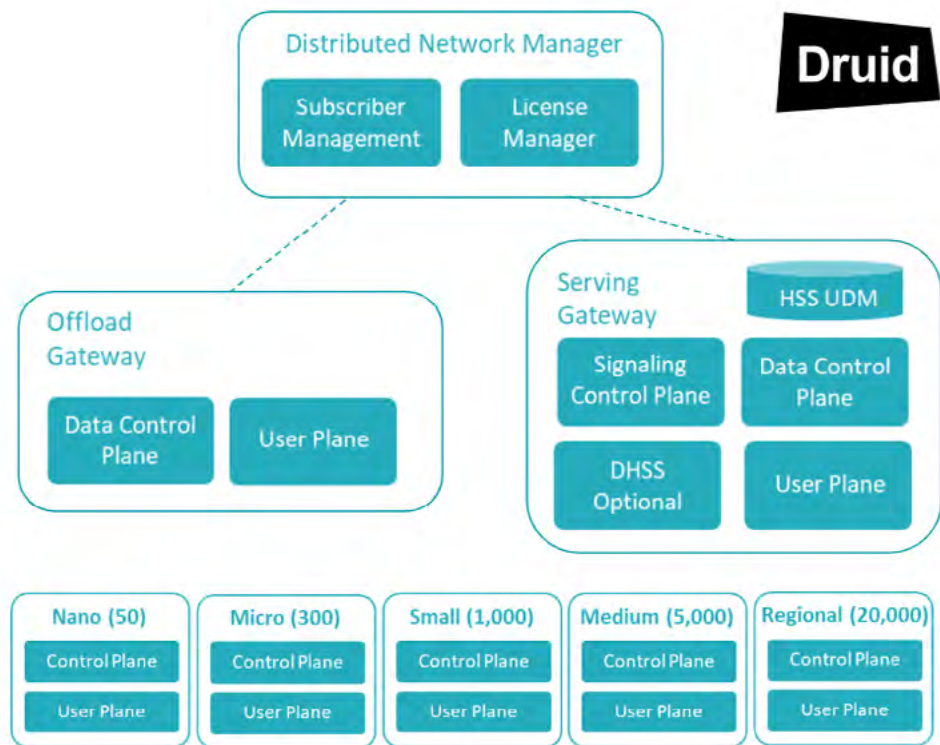 Distributed Network Manager
Druid
Subscriber
Management
License
Manager
Offload
Gateway
Data Control
Plane
User Plane
Serving
Gateway
HSS UDM
Signaling
Control Plane
Data Control
Plane
DHSS
Optional
User Plane
Nano (50)
Control Plane
User Plane
Micro (300)
Control Plane
User Plane
Small (1,000)
Control Plane
User Plane
Medium (5,000)
Control Plane
User Plane
Regional (20,000)
Control Plane
User Plane